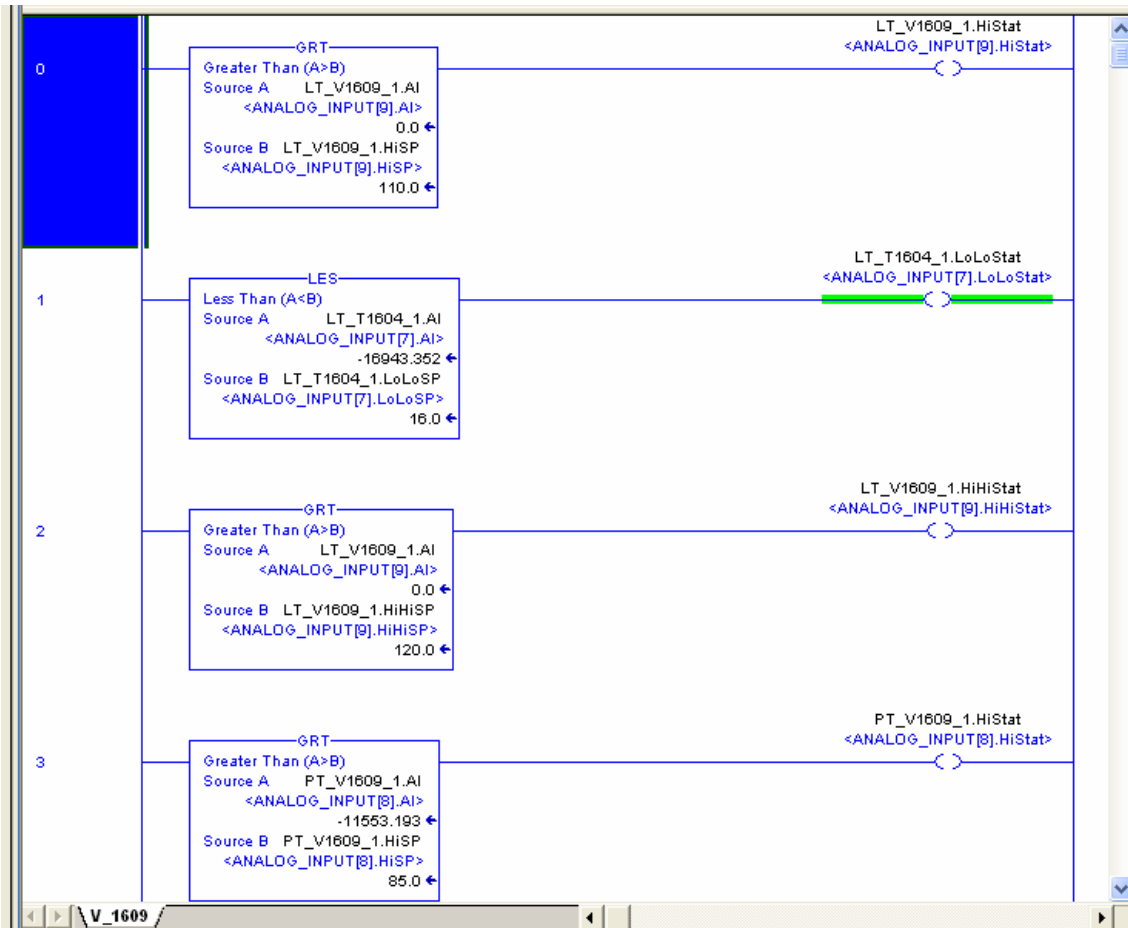 LT_V1609_1.HiStat
<ANALOG_INPUT[9].HiStat>
0
GRT
Greater Than (A>B)
Source A LT_V1609_1.AI
<ANALOG_INPUT[9].AI>
0.0
Source B LT_V1609_1.HiSP
<ANALOG_INPUT[9].HiSP>
110.0
LT_T1604_1.LoLoStat
<ANALOG_INPUT[7].LoLoStat>
1
LES
Less Than (A<B)
Source A LT_T1604_1.AI
<ANALOG_INPUT[7].AI>
-16943.352
Source B LT_T1604_1.LoLoSP
<ANALOG_INPUT[7].LoLoSP>
16.0
LT_V1609_1.HiHiStat
<ANALOG_INPUT[9].HiHiStat>
2
GRT
Greater Than (A>B)
Source A LT_V1609_1.AI
<ANALOG_INPUT[9].AI>
0.0
Source B LT_V1609_1.HiHiSP
<ANALOG_INPUT[9].HiHiSP>
120.0
PT_V1609_1.HiStat
<ANALOG_INPUT[8].HiStat>
3
GRT
Greater Than (A>B)
Source A PT_V1609_1.AI
<ANALOG_INPUT[8].AI>
-11553.193
Source B PT_V1609_1.HiSP
<ANALOG_INPUT[8].HiSP>
85.0
V_1609